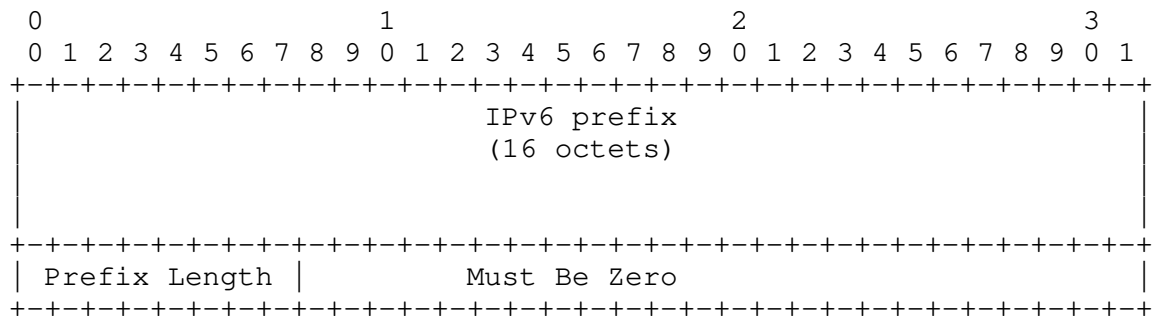 0                   1                   2                   3
 0 1 2 3 4 5 6 7 8 9 0 1 2 3 4 5 6 7 8 9 0 1 2 3 4 5 6 7 8 9 0 1
+-+-+-+-+-+-+-+-+-+-+-+-+-+-+-+-+-+-+-+-+-+-+-+-+-+-+-+-+-+-+-+-+
|                          IPv6 prefix                          |
|                          (16 octets)                          |
|                                                               |
|                                                               |
+-+-+-+-+-+-+-+-+-+-+-+-+-+-+-+-+-+-+-+-+-+-+-+-+-+-+-+-+-+-+-+-+
| Prefix Length |         Must Be Zero                          |
+-+-+-+-+-+-+-+-+-+-+-+-+-+-+-+-+-+-+-+-+-+-+-+-+-+-+-+-+-+-+-+-+